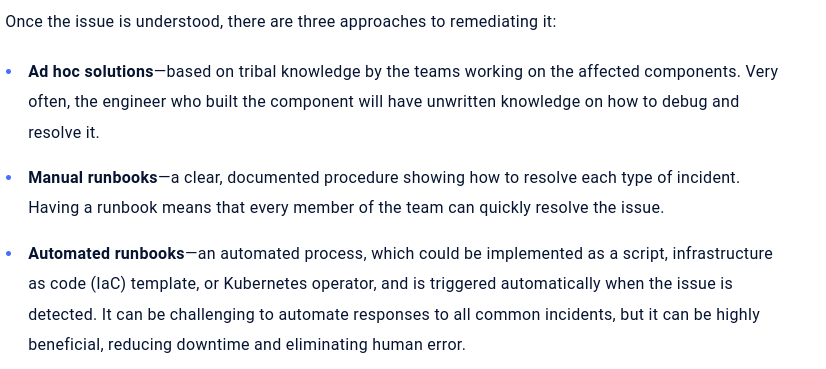 Once the issue is understood, there are three approaches to remediating it:
• Ad hoc solutions—based on tribal knowledge by the teams working on the affected components. Very
often, the engineer who built the component will have unwritten knowledge on how to debug and
resolve it.
• Manual runbooks—a clear, documented procedure showing how to resolve each type of incident.
Having a runbook means that every member of the team can quickly resolve the issue.
• Automated runbooks—an automated process, which could be implemented as a script, infrastructure
as code (IaC) template, or Kubernetes operator, and is triggered automatically when the issue is
detected. It can be challenging to automate responses to all common incidents, but it can be highly
beneficial, reducing downtime and eliminating human error.